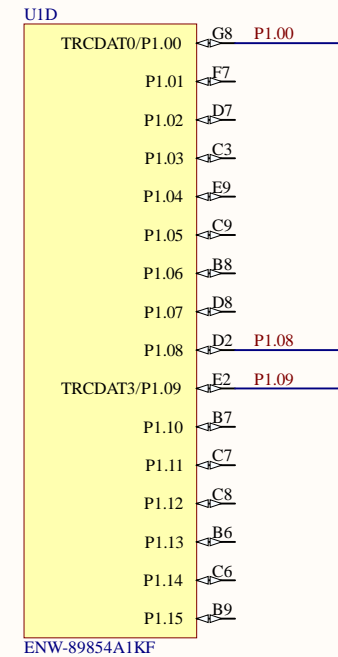 U1D
TRCDAT0/P1.00 G8 P1.00
P1.01 F7
P1.02 D7
P1.03 C3
P1.04 E9
P1.05 C9
P1.06 B8
P1.07 D8
P1.08 D2 P1.08
TRCDAT3/P1.09 E2 P1.09
P1.10 B7
P1.11 C7
P1.12 C8
P1.13 B6
P1.14 C6
P1.15 B9
ENW-89854A1KF